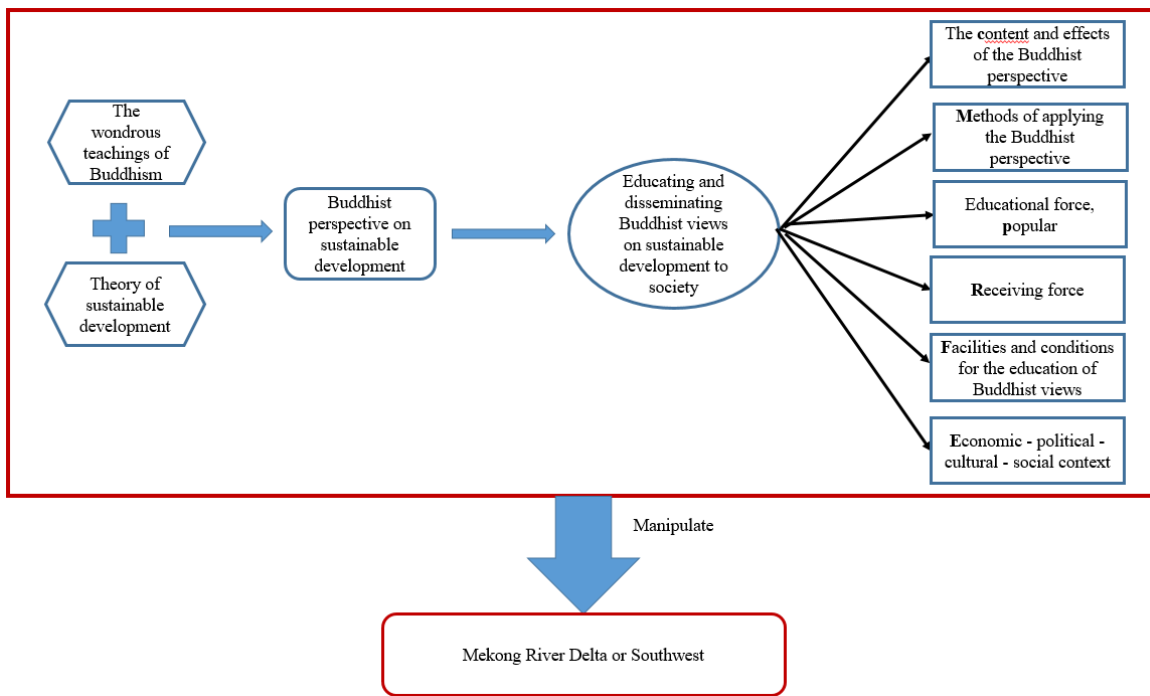 The
wondrous
teachings of
Buddhism
Theory of
sustainable
development
Buddhist
perspective on
sustainable
development
Educating and
disseminating
Buddhist views
on sustainable
development to
society
The content and effects
of the Buddhist
perspective
Methods of applying
the Buddhist
perspective
Educational force,
popular
Receiving force
Facilities and conditions
for the education of
Buddhist views
Economic - political -
cultural - social context
Manipulate
Mekong River Delta or Southwest